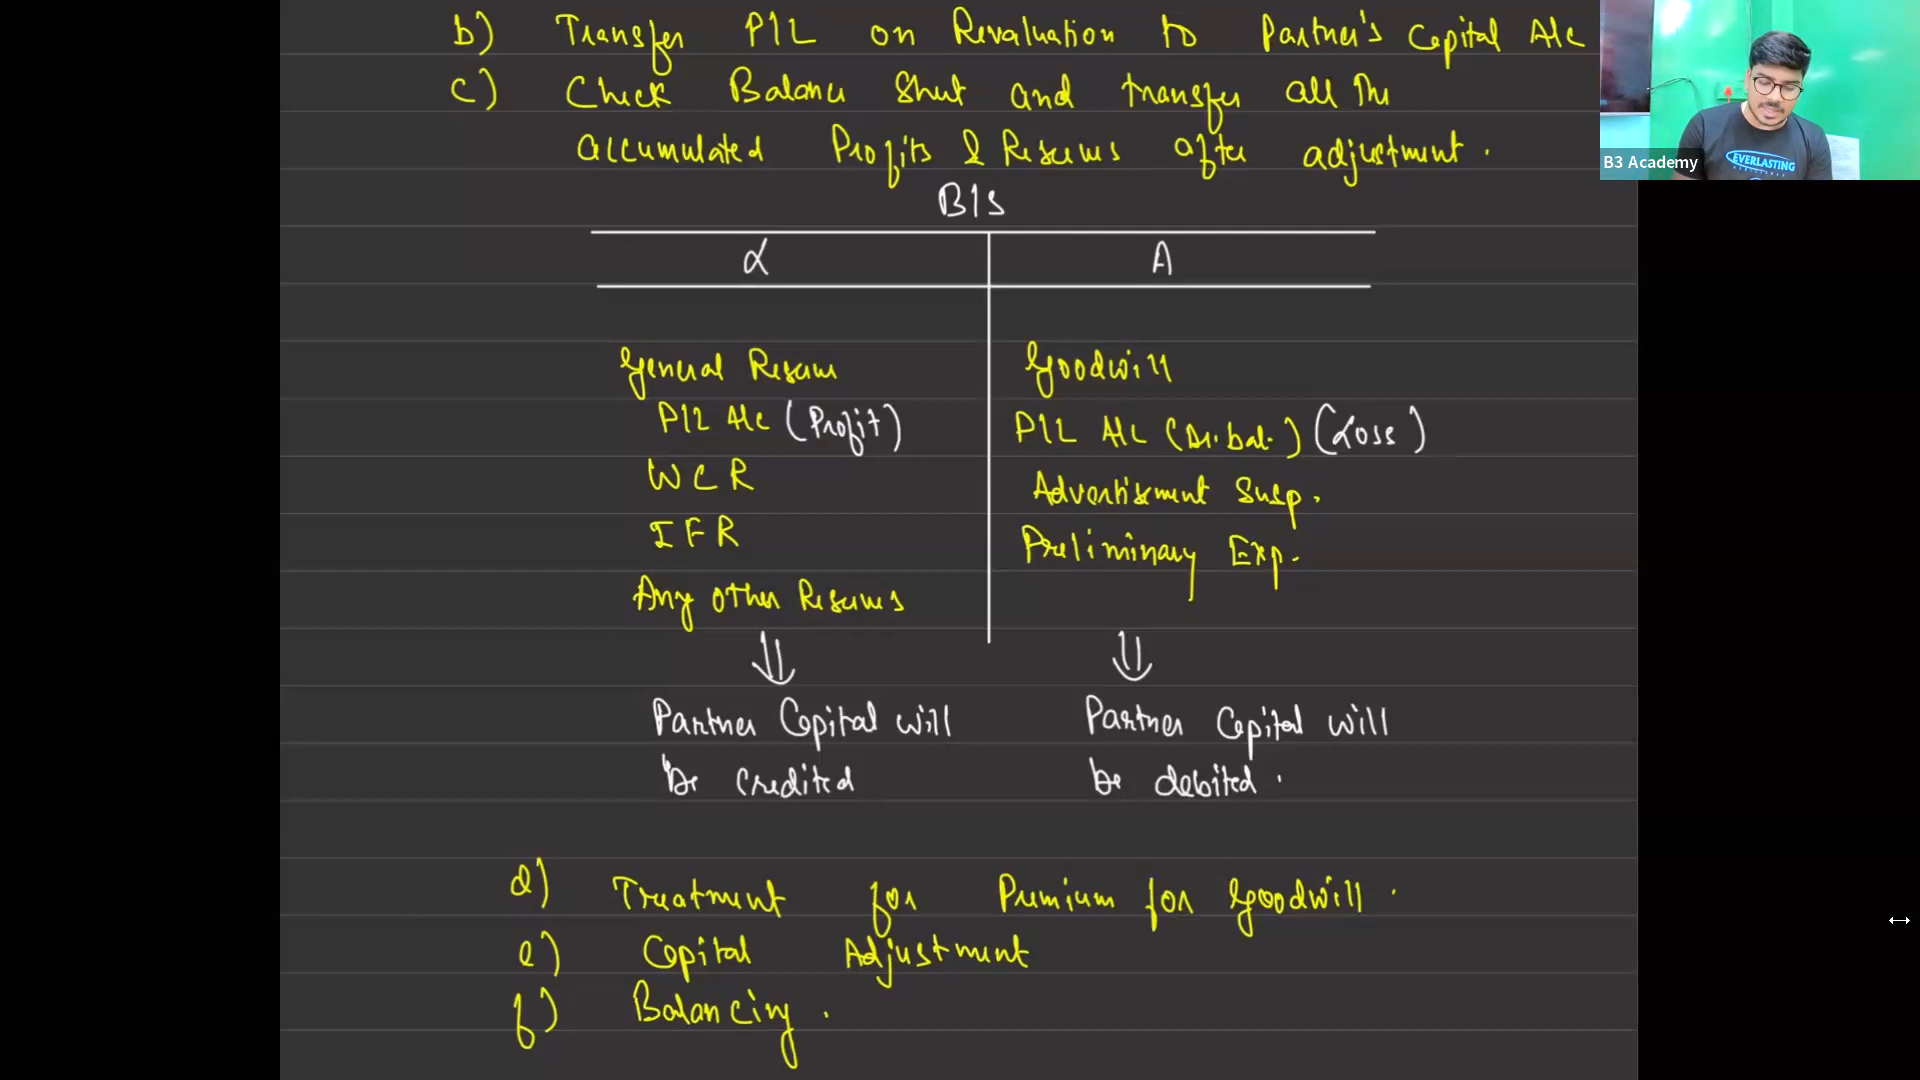 b) Transfer P/L on Revaluation to Partner's Capital A/c
c) Check Balance Sheet and transfer all the
accumulated Profits & Reserves after adjustment.
B/S
L A
General Reserve Goodwill
P/L A/c (Profit) P/L A/c (Dr. bal.) (Loss)
W C R Advertisement Susp.
I F R Preliminary Exp.
Any other Reserves
⇓ ⇓
Partner Capital will Partner Capital will
be credited be debited.
d) Treatment for Premium for Goodwill.
e) Capital Adjustment
f) Balancing.
B3 Academy
EVERLASTING